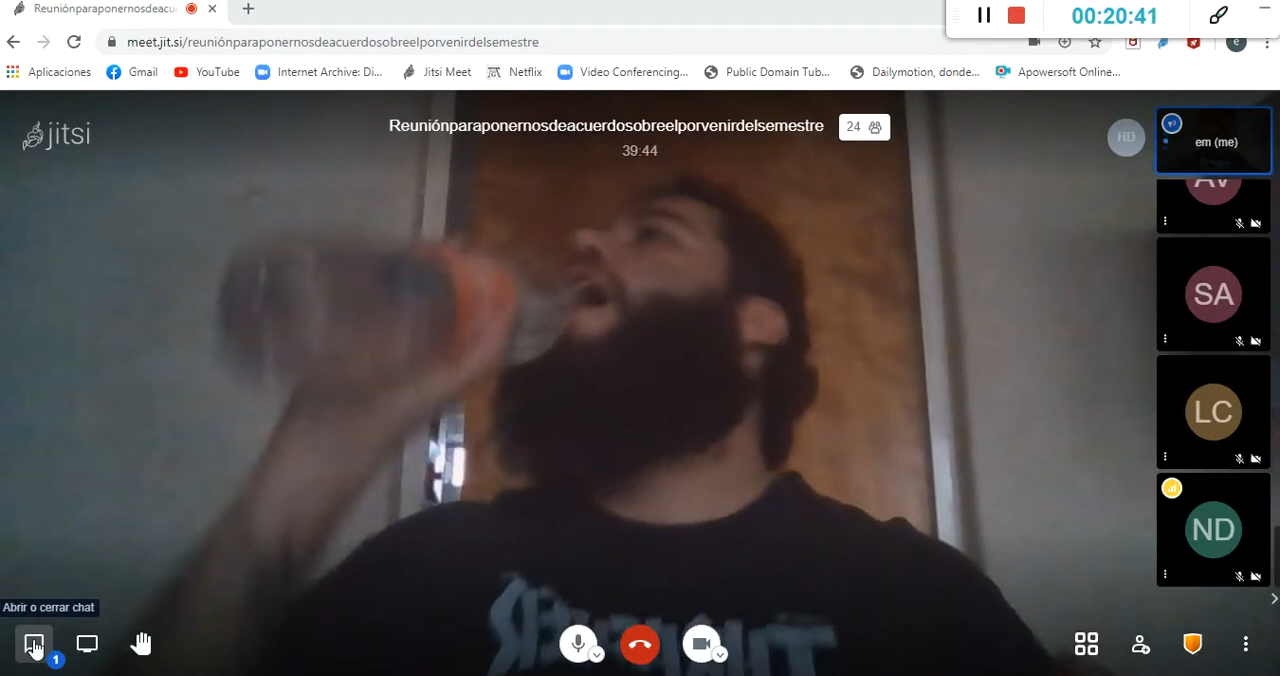 Reuniónparaponernosdeacu
00:20:41
meet.jit.si/reuniónparaponernosdeacuerdosobreelporvenirdelsemestre
e
Aplicaciones Gmail YouTube Internet Archive: Di... Jitsi Meet Netflix Video Conferencing... Public Domain Tub... Dailymotion, donde... Apowersoft Online...
jitsi
Reuniónparaponernosdeacuerdosobreelporvenirdelsemestre 24
39:44
HD
em (me)
AV
SA
LC
ND
Abrir o cerrar chat
1